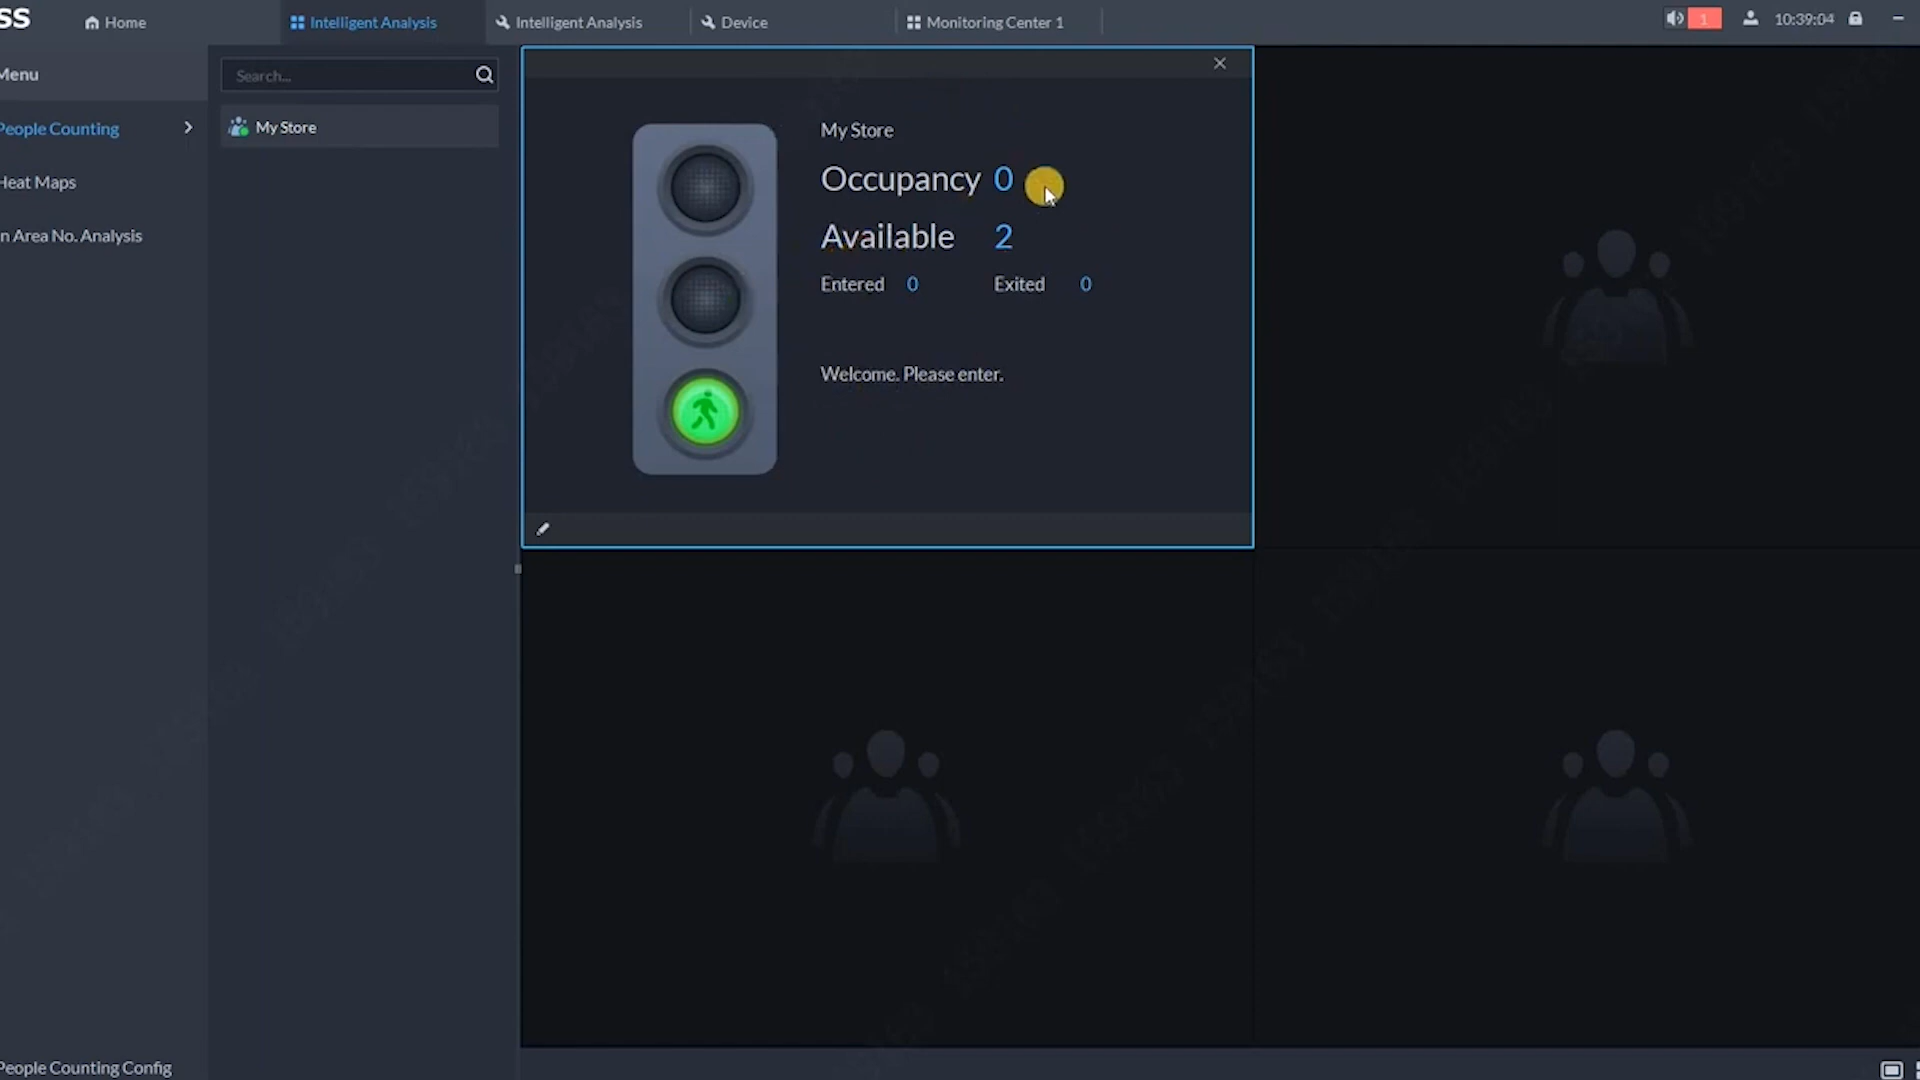 SS
Home
Intelligent Analysis
Intelligent Analysis
Device
Monitoring Center 1
1
10:39:04
Menu
Search...
People Counting
My Store
Heat Maps
n Area No. Analysis
My Store
Occupancy 0
Available 2
Entered 0 Exited 0
Welcome. Please enter.
People Counting Config